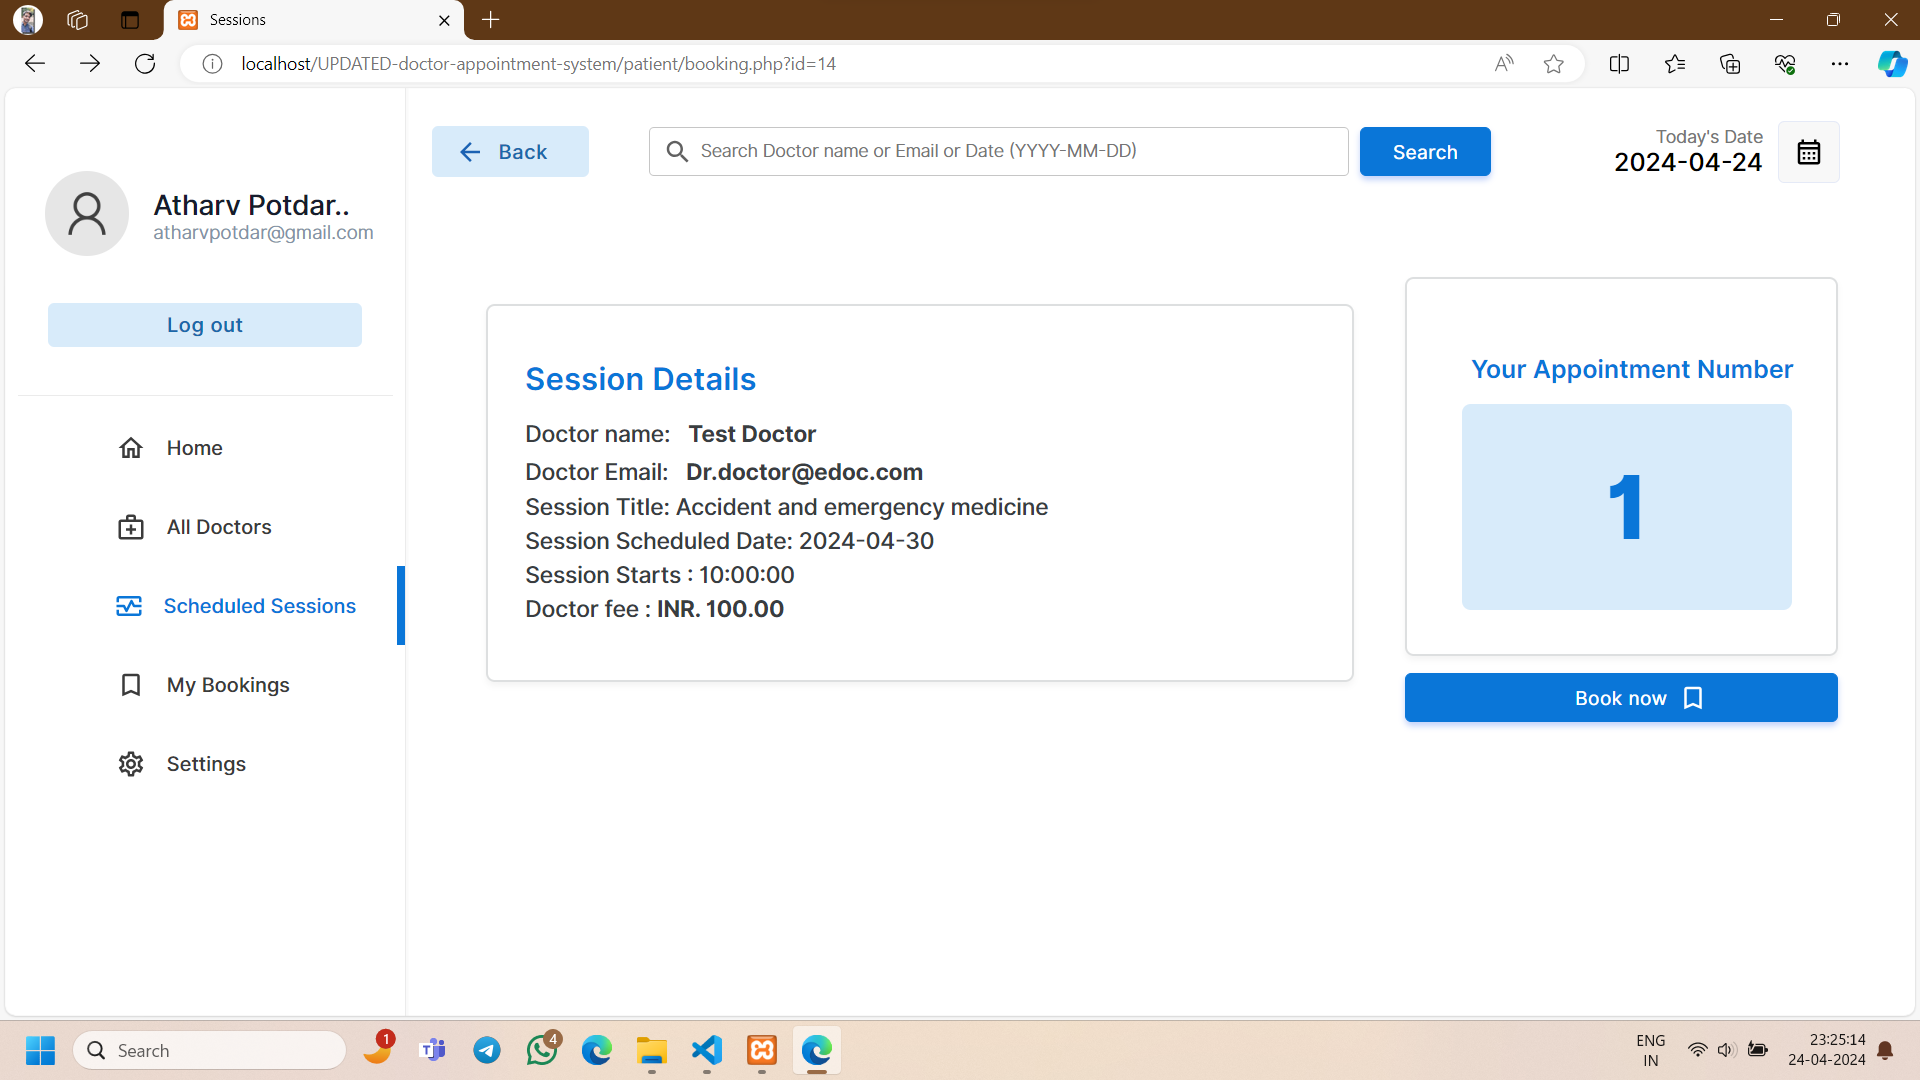 Sessions
localhost/UPDATED-doctor-appointment-system/patient/booking.php?id=14
Atharv Potdar..
atharvpotdar@gmail.com
Log out
Home
All Doctors
Scheduled Sessions
My Bookings
Settings
Back
Search Doctor name or Email or Date (YYYY-MM-DD)
Search
Today's Date
2024-04-24
Session Details
Doctor name: Test Doctor
Doctor Email: Dr.doctor@edoc.com
Session Title: Accident and emergency medicine
Session Scheduled Date: 2024-04-30
Session Starts : 10:00:00
Doctor fee : INR. 100.00
Your Appointment Number
1
Book now
Search
1
4
ENG
IN
23:25:14
24-04-2024